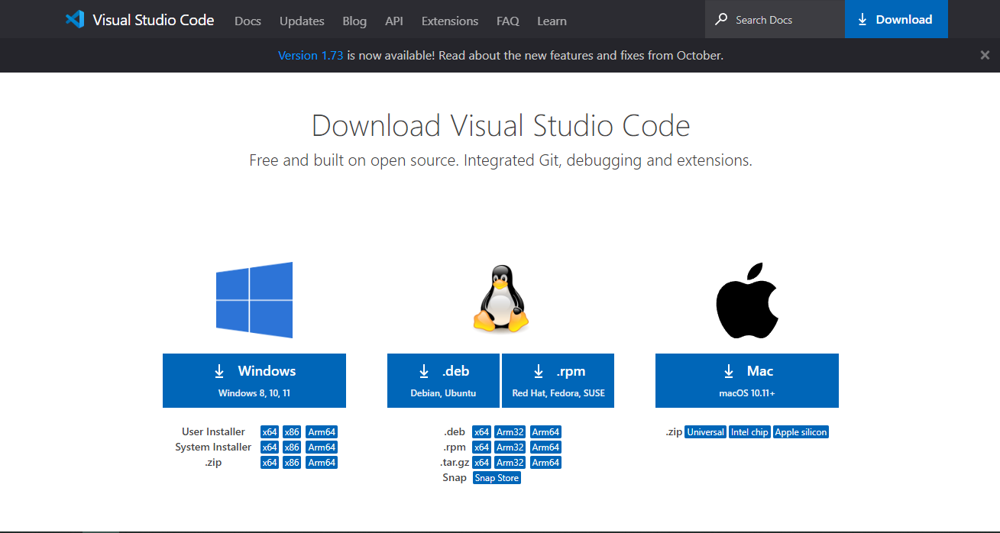 Visual Studio Code Docs Updates Blog API Extensions FAQ Learn Search Docs Download
Version 1.73 is now available! Read about the new features and fixes from October.
Download Visual Studio Code
Free and built on open source. Integrated Git, debugging and extensions.
Windows
Windows 8, 10, 11
User Installer x64 x86 Arm64
System Installer x64 x86 Arm64
.zip x64 x86 Arm64
.deb
Debian, Ubuntu
.rpm
Red Hat, Fedora, SUSE
.deb x64 Arm32 Arm64
.rpm x64 Arm32 Arm64
.tar.gz x64 Arm32 Arm64
Snap Snap Store
Mac
macOS 10.11+
.zip Universal Intel chip Apple silicon